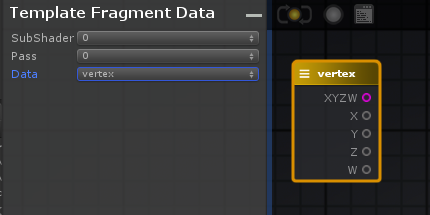 Template Fragment Data
SubShader 0
Pass 0
Data vertex
vertex
XYZW
X
Y
Z
W